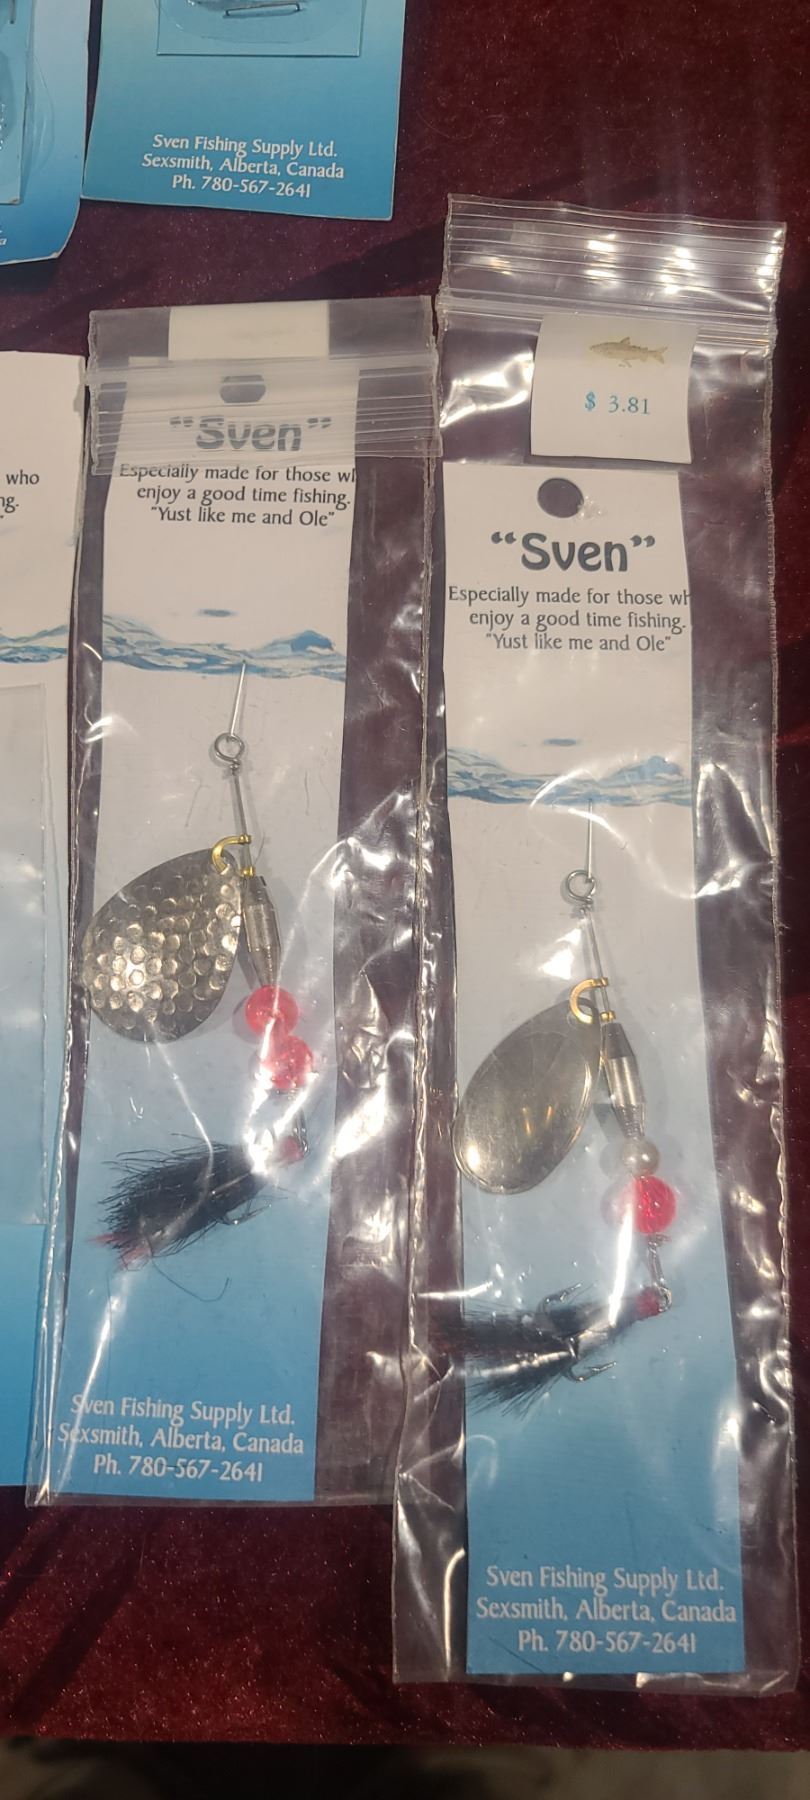 Sven Fishing Supply Ltd.
Sexsmith, Alberta, Canada
Ph. 780-567-2641
who
"Sven"
Especially made for those wh
enjoy a good time fishing.
"Yust like me and Ole"
Sven Fishing Supply Ltd.
Sexsmith, Alberta, Canada
Ph. 780-567-2641
$ 3.81
"Sven"
Especially made for those wh
enjoy a good time fishing.
"Yust like me and Ole"
Sven Fishing Supply Ltd.
Sexsmith, Alberta, Canada
Ph. 780-567-2641